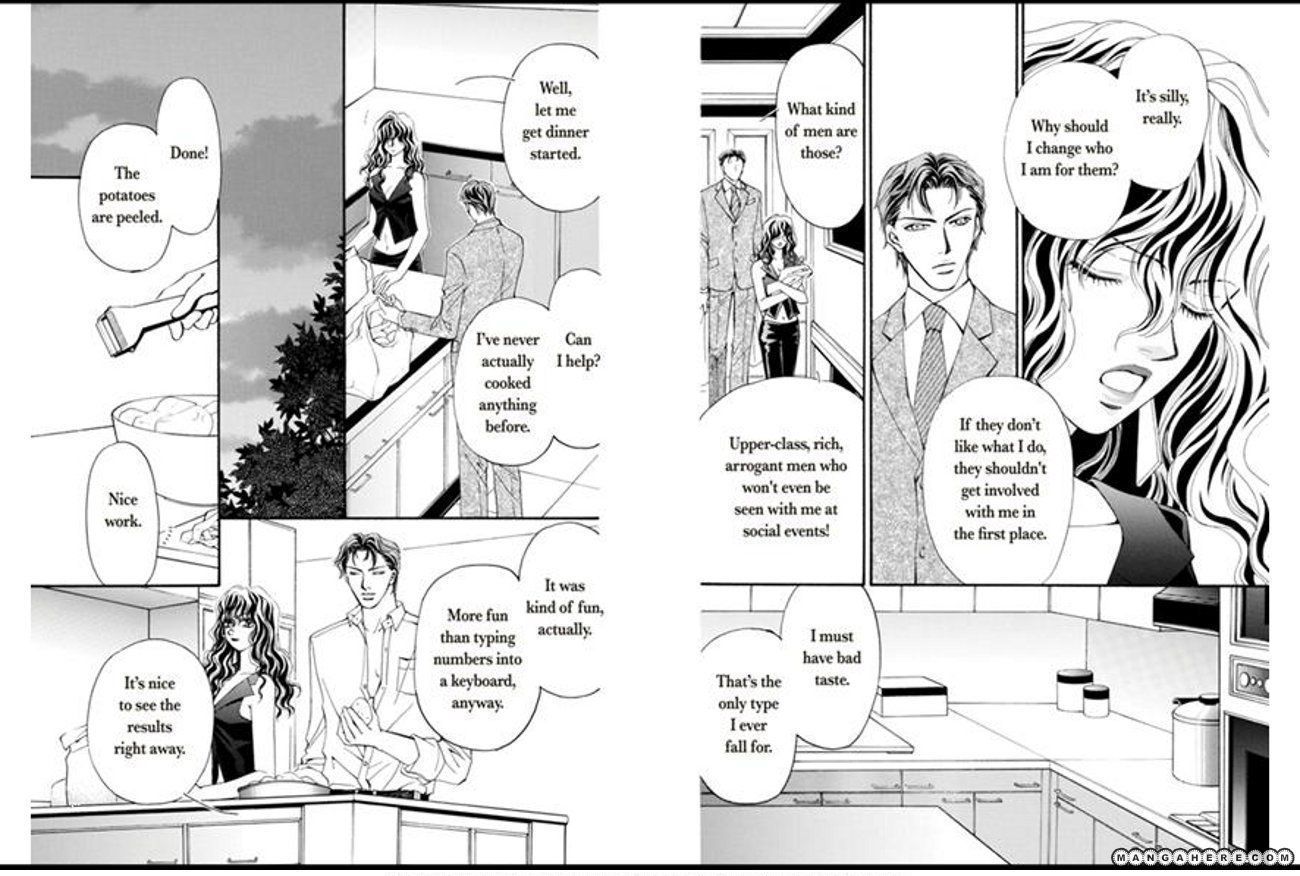 It's silly,
really.
Why should
I change who
I am for them?
If they don't
like what I do,
they shouldn't
get involved
with me in
the first place.
What kind
of men are
those?
Upper-class, rich,
arrogant men who
won't even be
seen with me at
social events!
I must
have bad
taste.
That's the
only type
I ever
fall for.
Well,
let me
get dinner
started.
Can
I help?
I've never
actually
cooked
anything
before.
Done!
The
potatoes
are peeled.
Nice
work.
It was
kind of fun,
actually.
More fun
than typing
numbers into
a keyboard,
anyway.
It's nice
to see the
results
right away.
MANGAHERE.COM